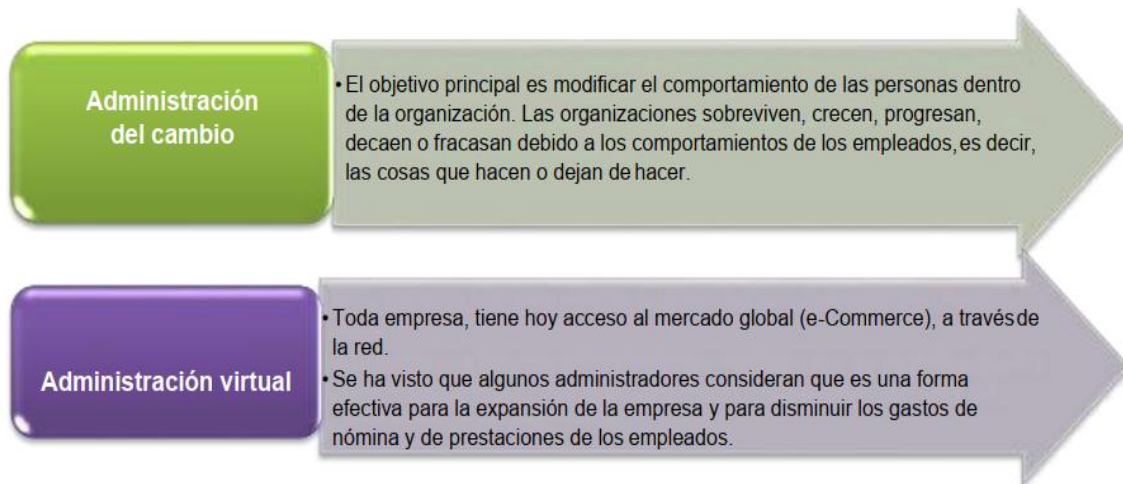 Administración
del cambio
•El objetivo principal es modificar el comportamiento de las personas dentro
de la organización. Las organizaciones sobreviven, crecen, progresan,
decaen o fracasan debido a los comportamientos de los empleados, es decir,
las cosas que hacen o dejan de hacer.
Administración virtual
•Toda empresa, tiene hoy acceso al mercado global (e-Commerce), a través de
la red.
•Se ha visto que algunos administradores consideran que es una forma
efectiva para la expansión de la empresa y para disminuir los gastos de
nómina y de prestaciones de los empleados.